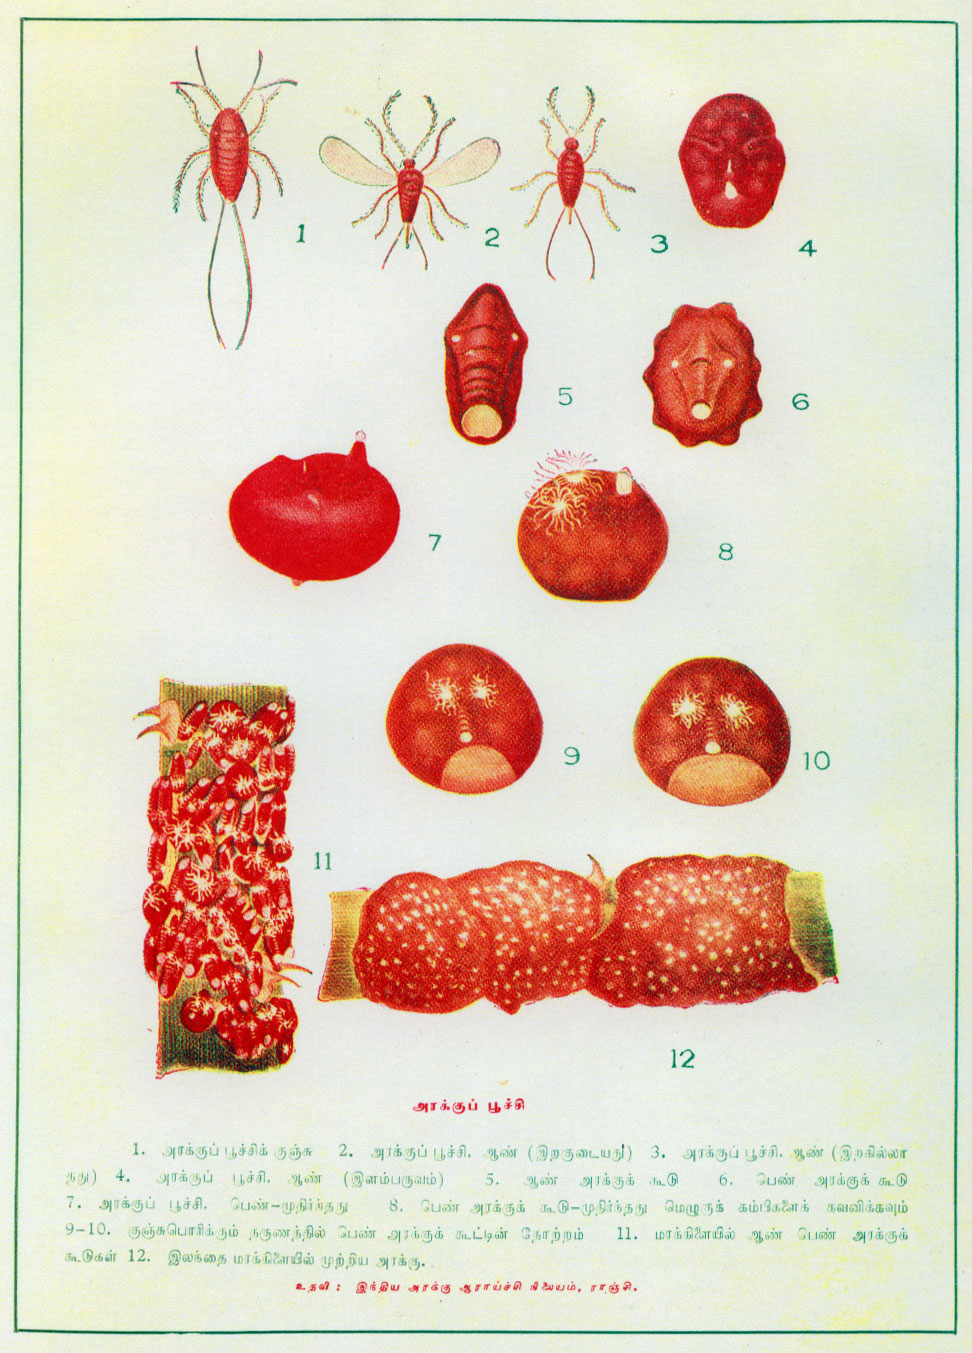 1
2
3
4
5
6
7
8
9
10
11
12
அரக்குப் பூச்சி
1. அரக்குப் பூச்சிக் குஞ்சு 2. அரக்குப் பூச்சி, ஆண் (இறகுடையது) 3. அரக்குப் பூச்சி, ஆண் (இறகில்லா
தது) 4. அரக்குப் பூச்சி, ஆண் (இளம்பருவம்) 5. ஆண் அரக்குக் கூடு 6. பெண் அரக்குக் கூடு
7. அரக்குப் பூச்சி, பெண்-முதிர்ந்தது 8. பெண் அரக்குக் கூடு-முதிர்ந்தது மெழுகுக் கம்பிகளைக் கவனிக்கவும்
9-10. குஞ்சுபொரிக்கும் தருணத்தில் பெண் அரக்குக் கூட்டின் தோற்றம் 11. மரக்கிளையில் ஆண் பெண் அரக்குக்
கூடுகள் 12. இலந்தை மரக்கிளையில் முற்றிய அரக்கு.
உதவி : இந்திய அரக்கு ஆராய்ச்சி நிலையம், ராஞ்சி.